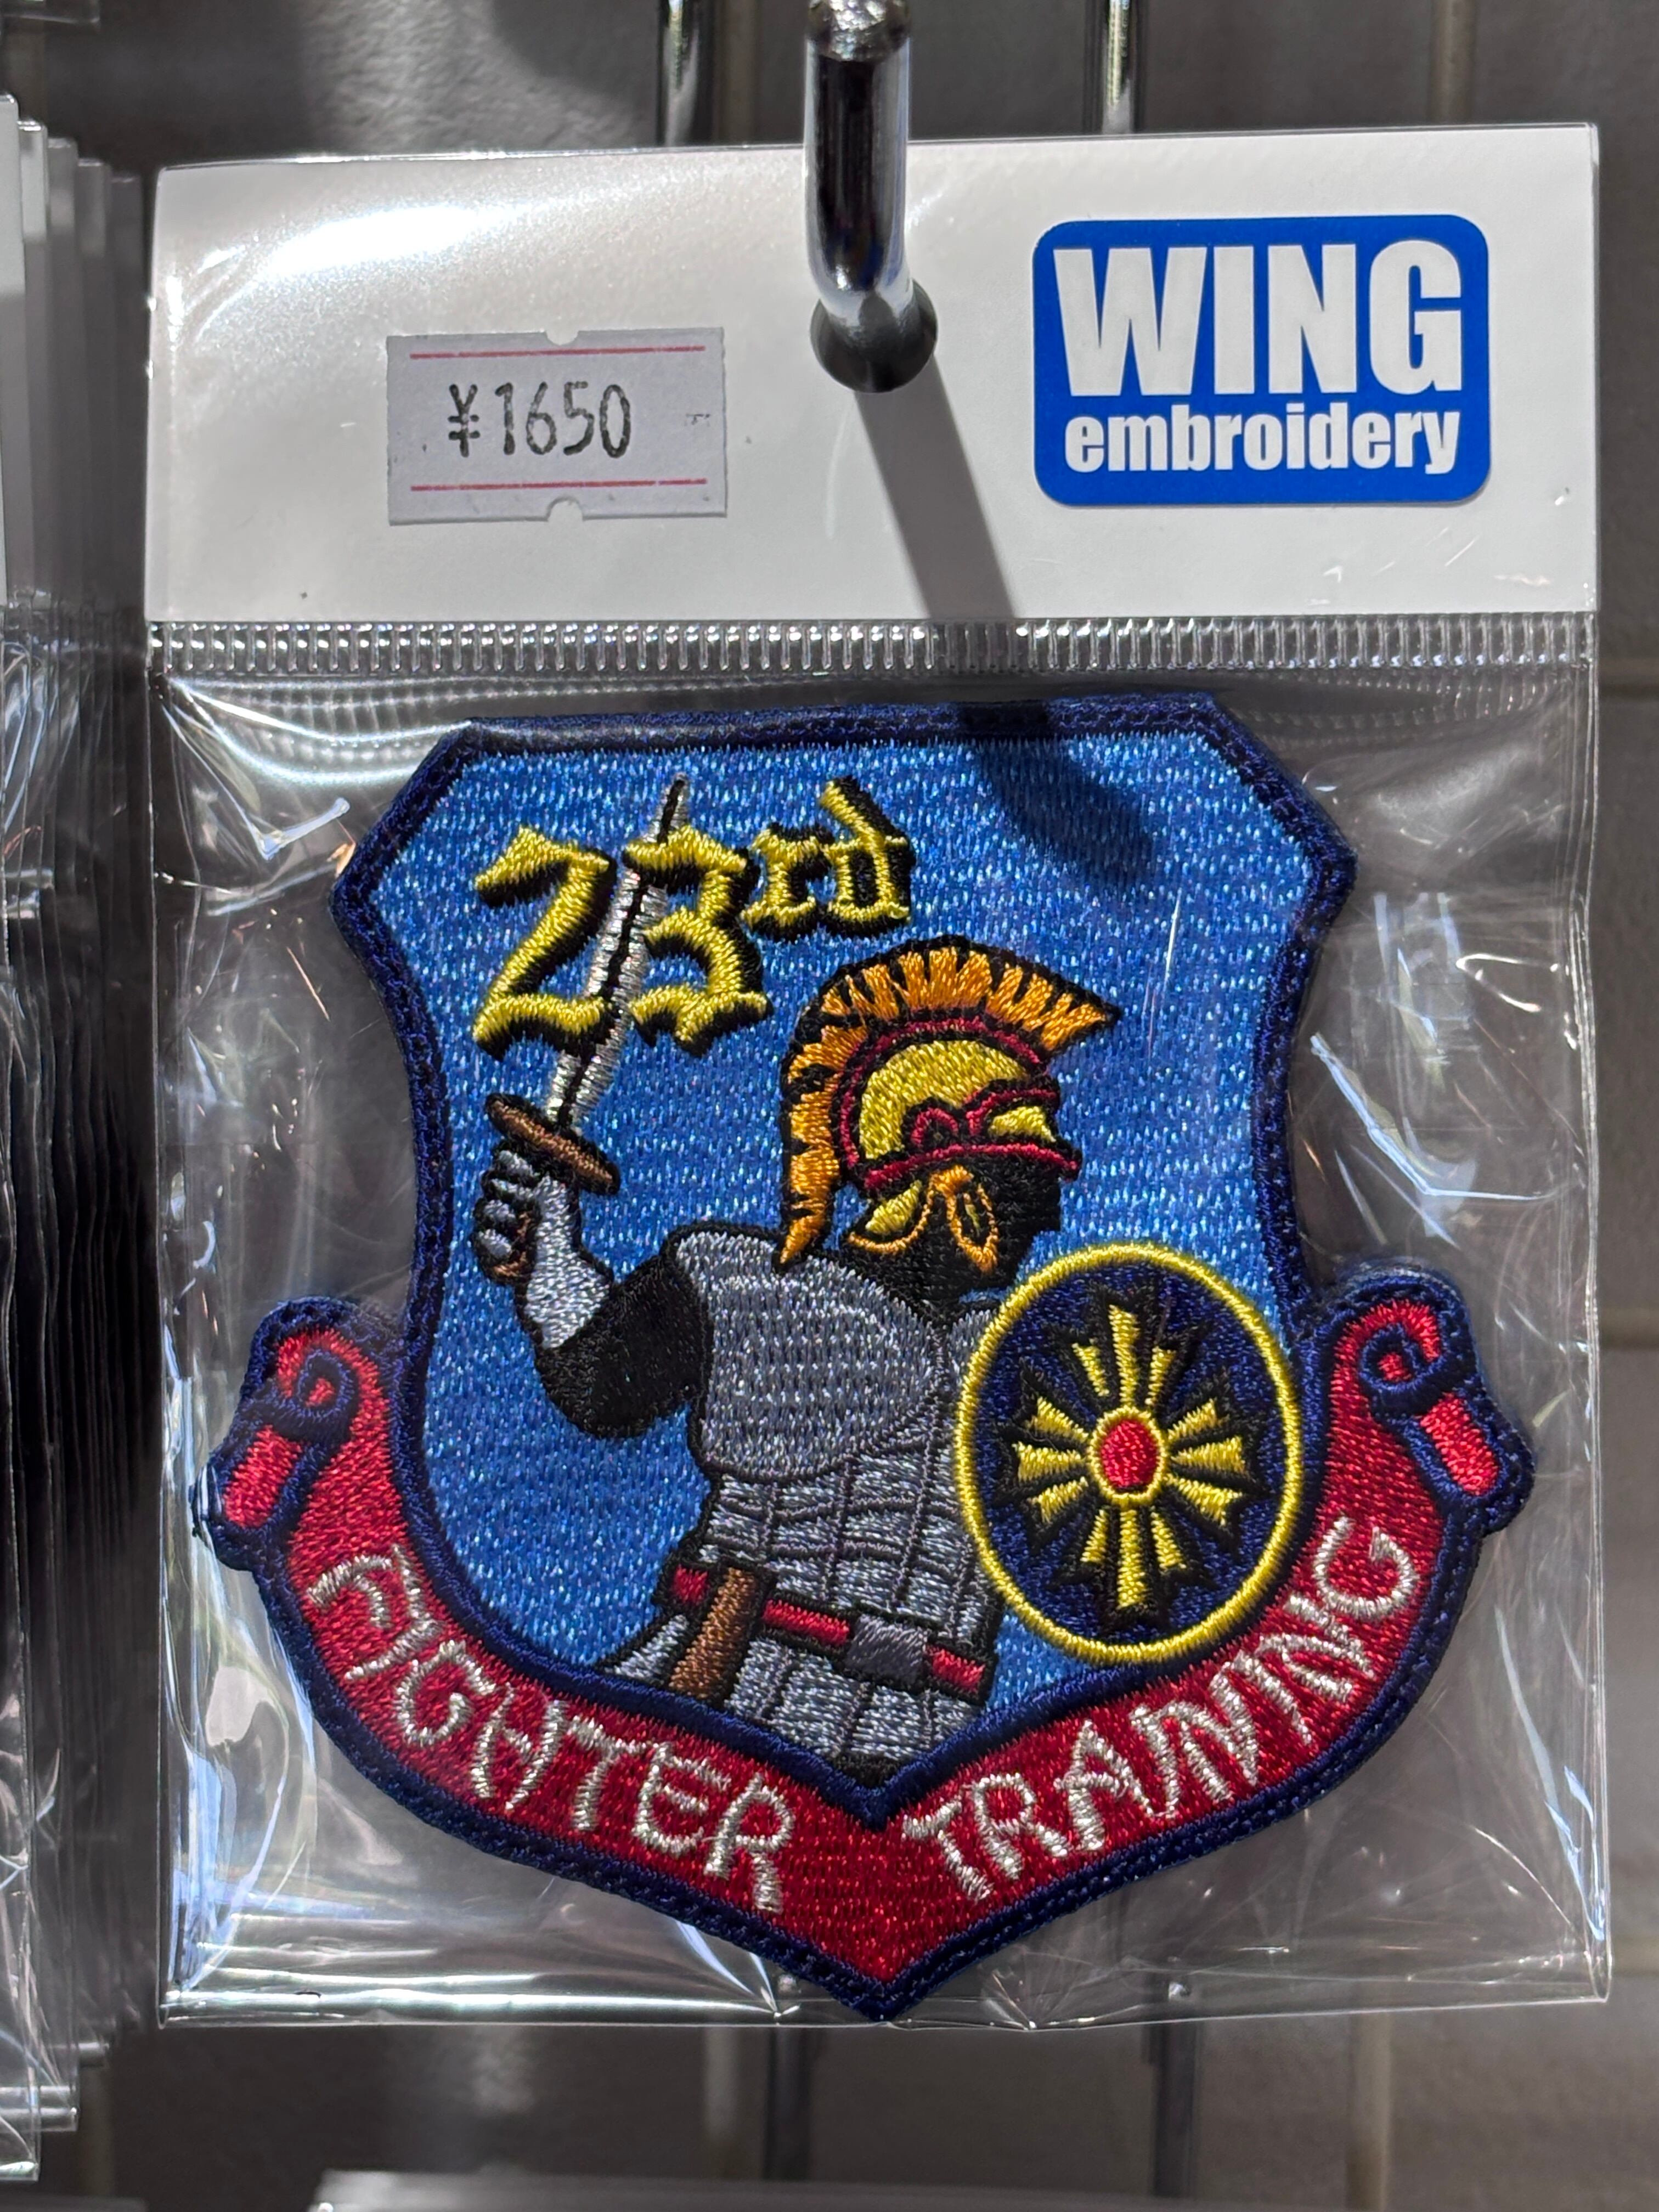 WING
embroidery
¥1650
23rd
FIGHTER TRAINING